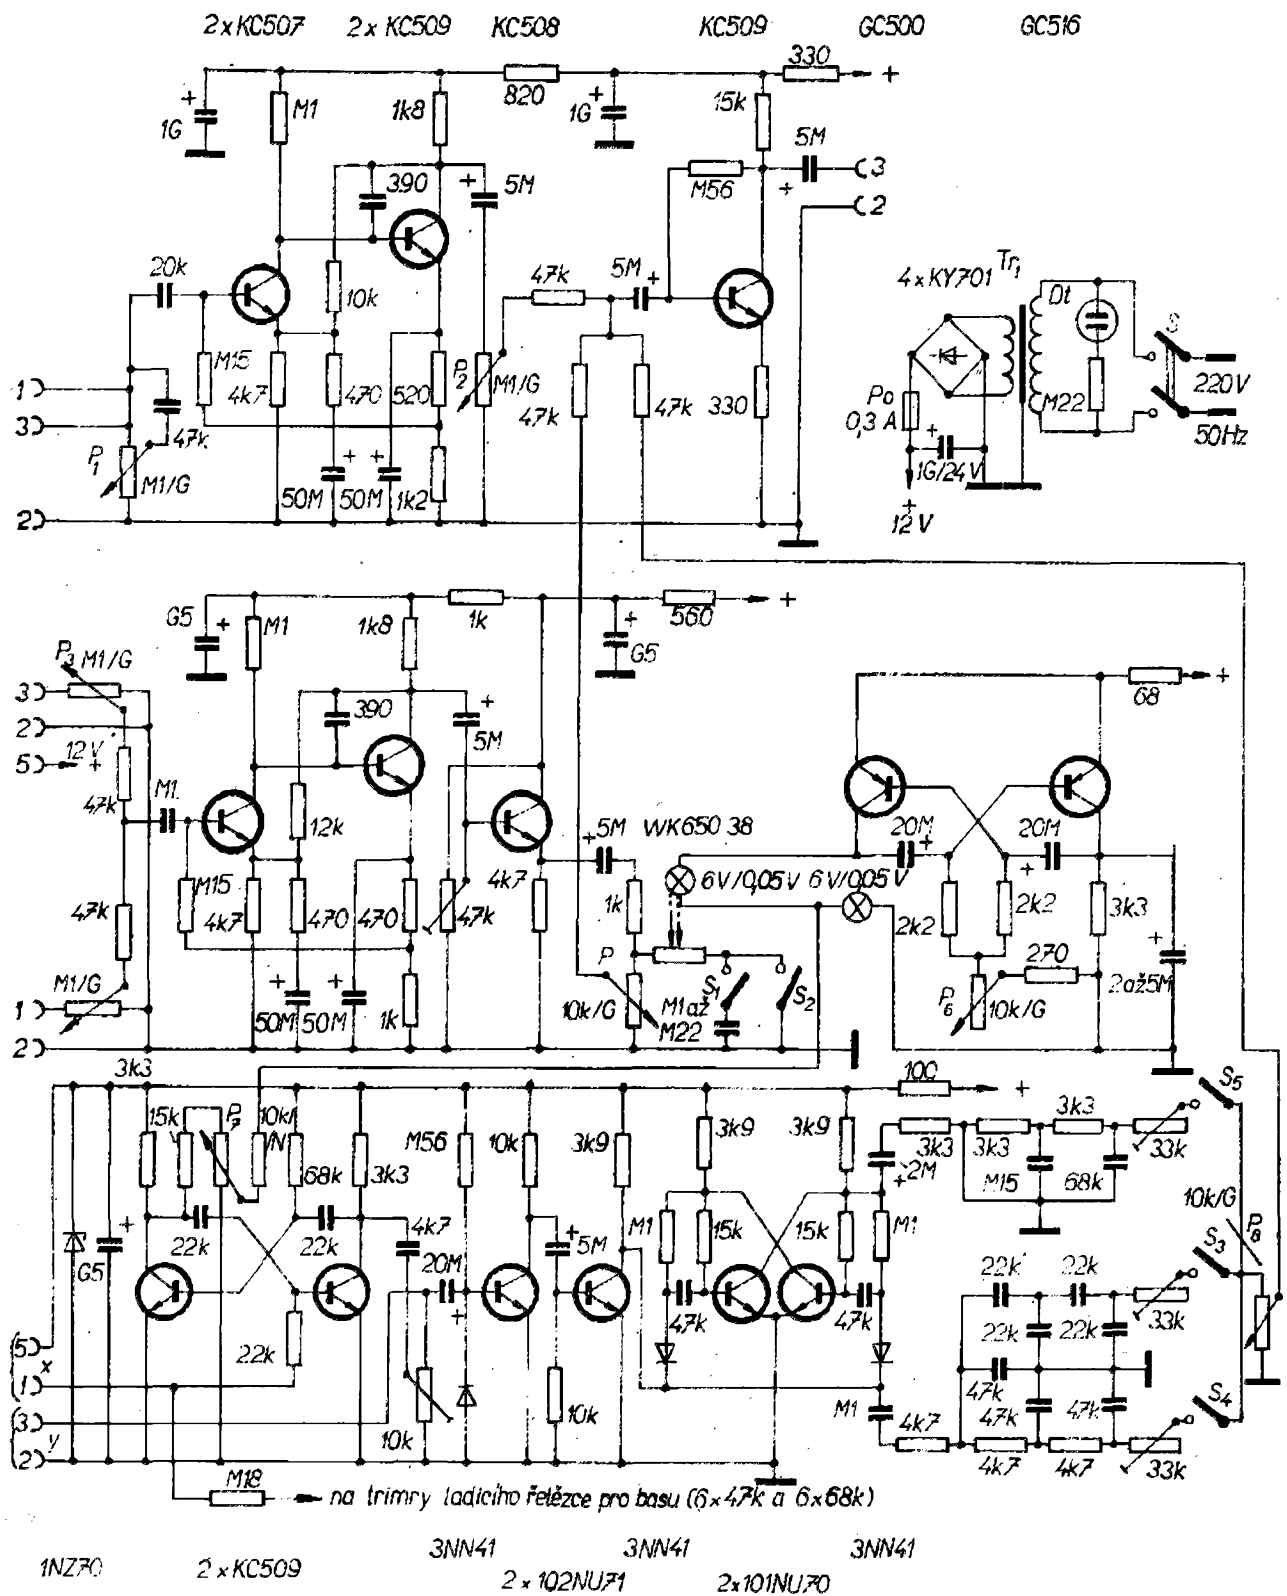 2xKC507 2xKC509 KC508 KC509 GC500 GC516
330
+
820
+
1G
M1
1k8
+
1G
15k
5M
3
M56
+
2
390
+
5M
20k
10k
47k
5M
+
4xKY701
Tr1
Dt
S
M15
4k7
470
520
P2
M1/G
47k
47k
330
Po
0,3 A
M22
220V
50Hz
1
3
47k
P1
M1/G
+
50M
+
50M
1k2
+
1G/24V
+
12V
2
G5
+
M1
1k8
1k
560
+
+
G5
P3
M1/G
3
2
12V
5
+
47k
390
+
5M
68
+
M1
12k
+
5M
WK650 38
20M
+
20M
+
6V/0,05V 6V/0,05V
47k
M15
4k7
470
470
47k
4k7
1k
2k2
2k2
3k3
270
+
2až5M
P
10k/G
S1
S2
M1až
M22
P6
10k/G
M1/G
1
+
50M
+
50M
1k
2
3k3
15k
P7
10k/
N
68k
3k3
M56
10k
3k9
3k9
3k9
100
+
S5
3k3
3k3
3k3
33k
2M
+
M15
68k
22k
22k
4k7
+
G5
20M
+
+
5M
M1
15k
15k
M1
10k/G
P8
S3
22k
22k
33k
22k
22k
47k
47k
5
x
1
22k
47k
47k
47k
S4
3
y
2
10k
10k
M1
4k7
4k7
4k7
33k
M18
na trimry ladicího řetězce pro basu (6x47k a 6x68k)
1NZ70
2xKC509
3NN41
2x102NU71
3NN41
2x101NU70
3NN41